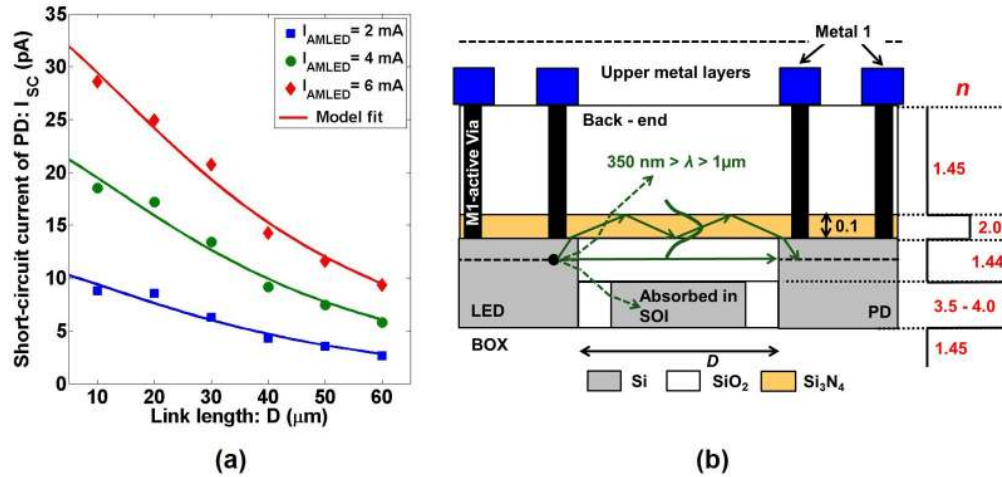 Short-circuit current of PD: I_SC (pA)
40
35
30
25
20
15
10
5
0
10 20 30 40 50 60
Link length: D (μm)
I_AMLED = 2 mA
I_AMLED = 4 mA
I_AMLED = 6 mA
Model fit
(a)
Metal 1
Upper metal layers
n
Back - end
M1-active Via
350 nm > λ > 1μm
1.45
0.1
2.0
1.44
Absorbed in
SOI
LED
PD
3.5 - 4.0
BOX
1.45
D
Si SiO₂ Si₃N₄
(b)